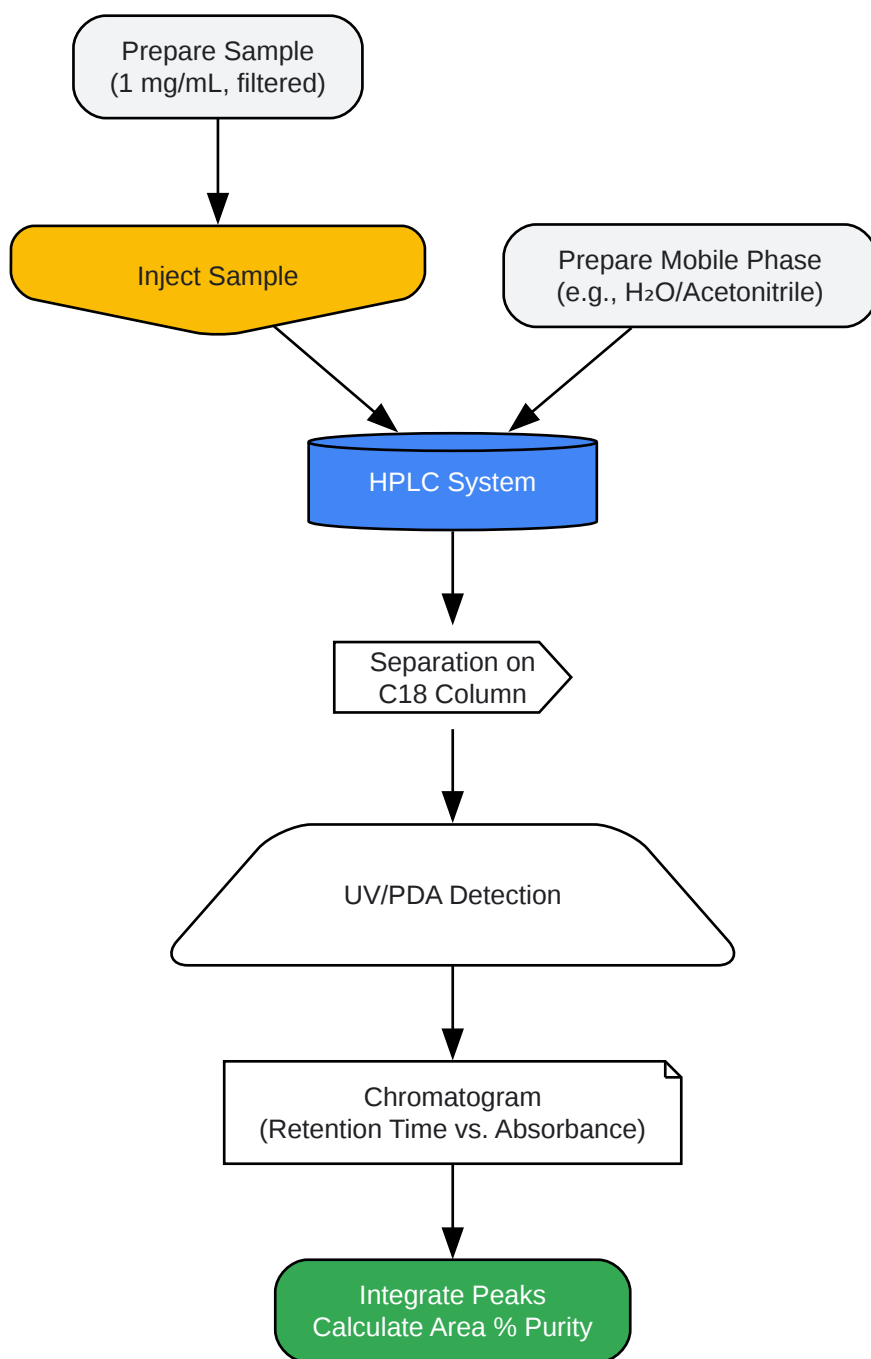 Prepare Sample
(1 mg/mL, filtered)
Inject Sample
Prepare Mobile Phase
(e.g., H₂O/Acetonitrile)
HPLC System
Separation on
C18 Column
UV/PDA Detection
Chromatogram
(Retention Time vs. Absorbance)
Integrate Peaks
Calculate Area % Purity